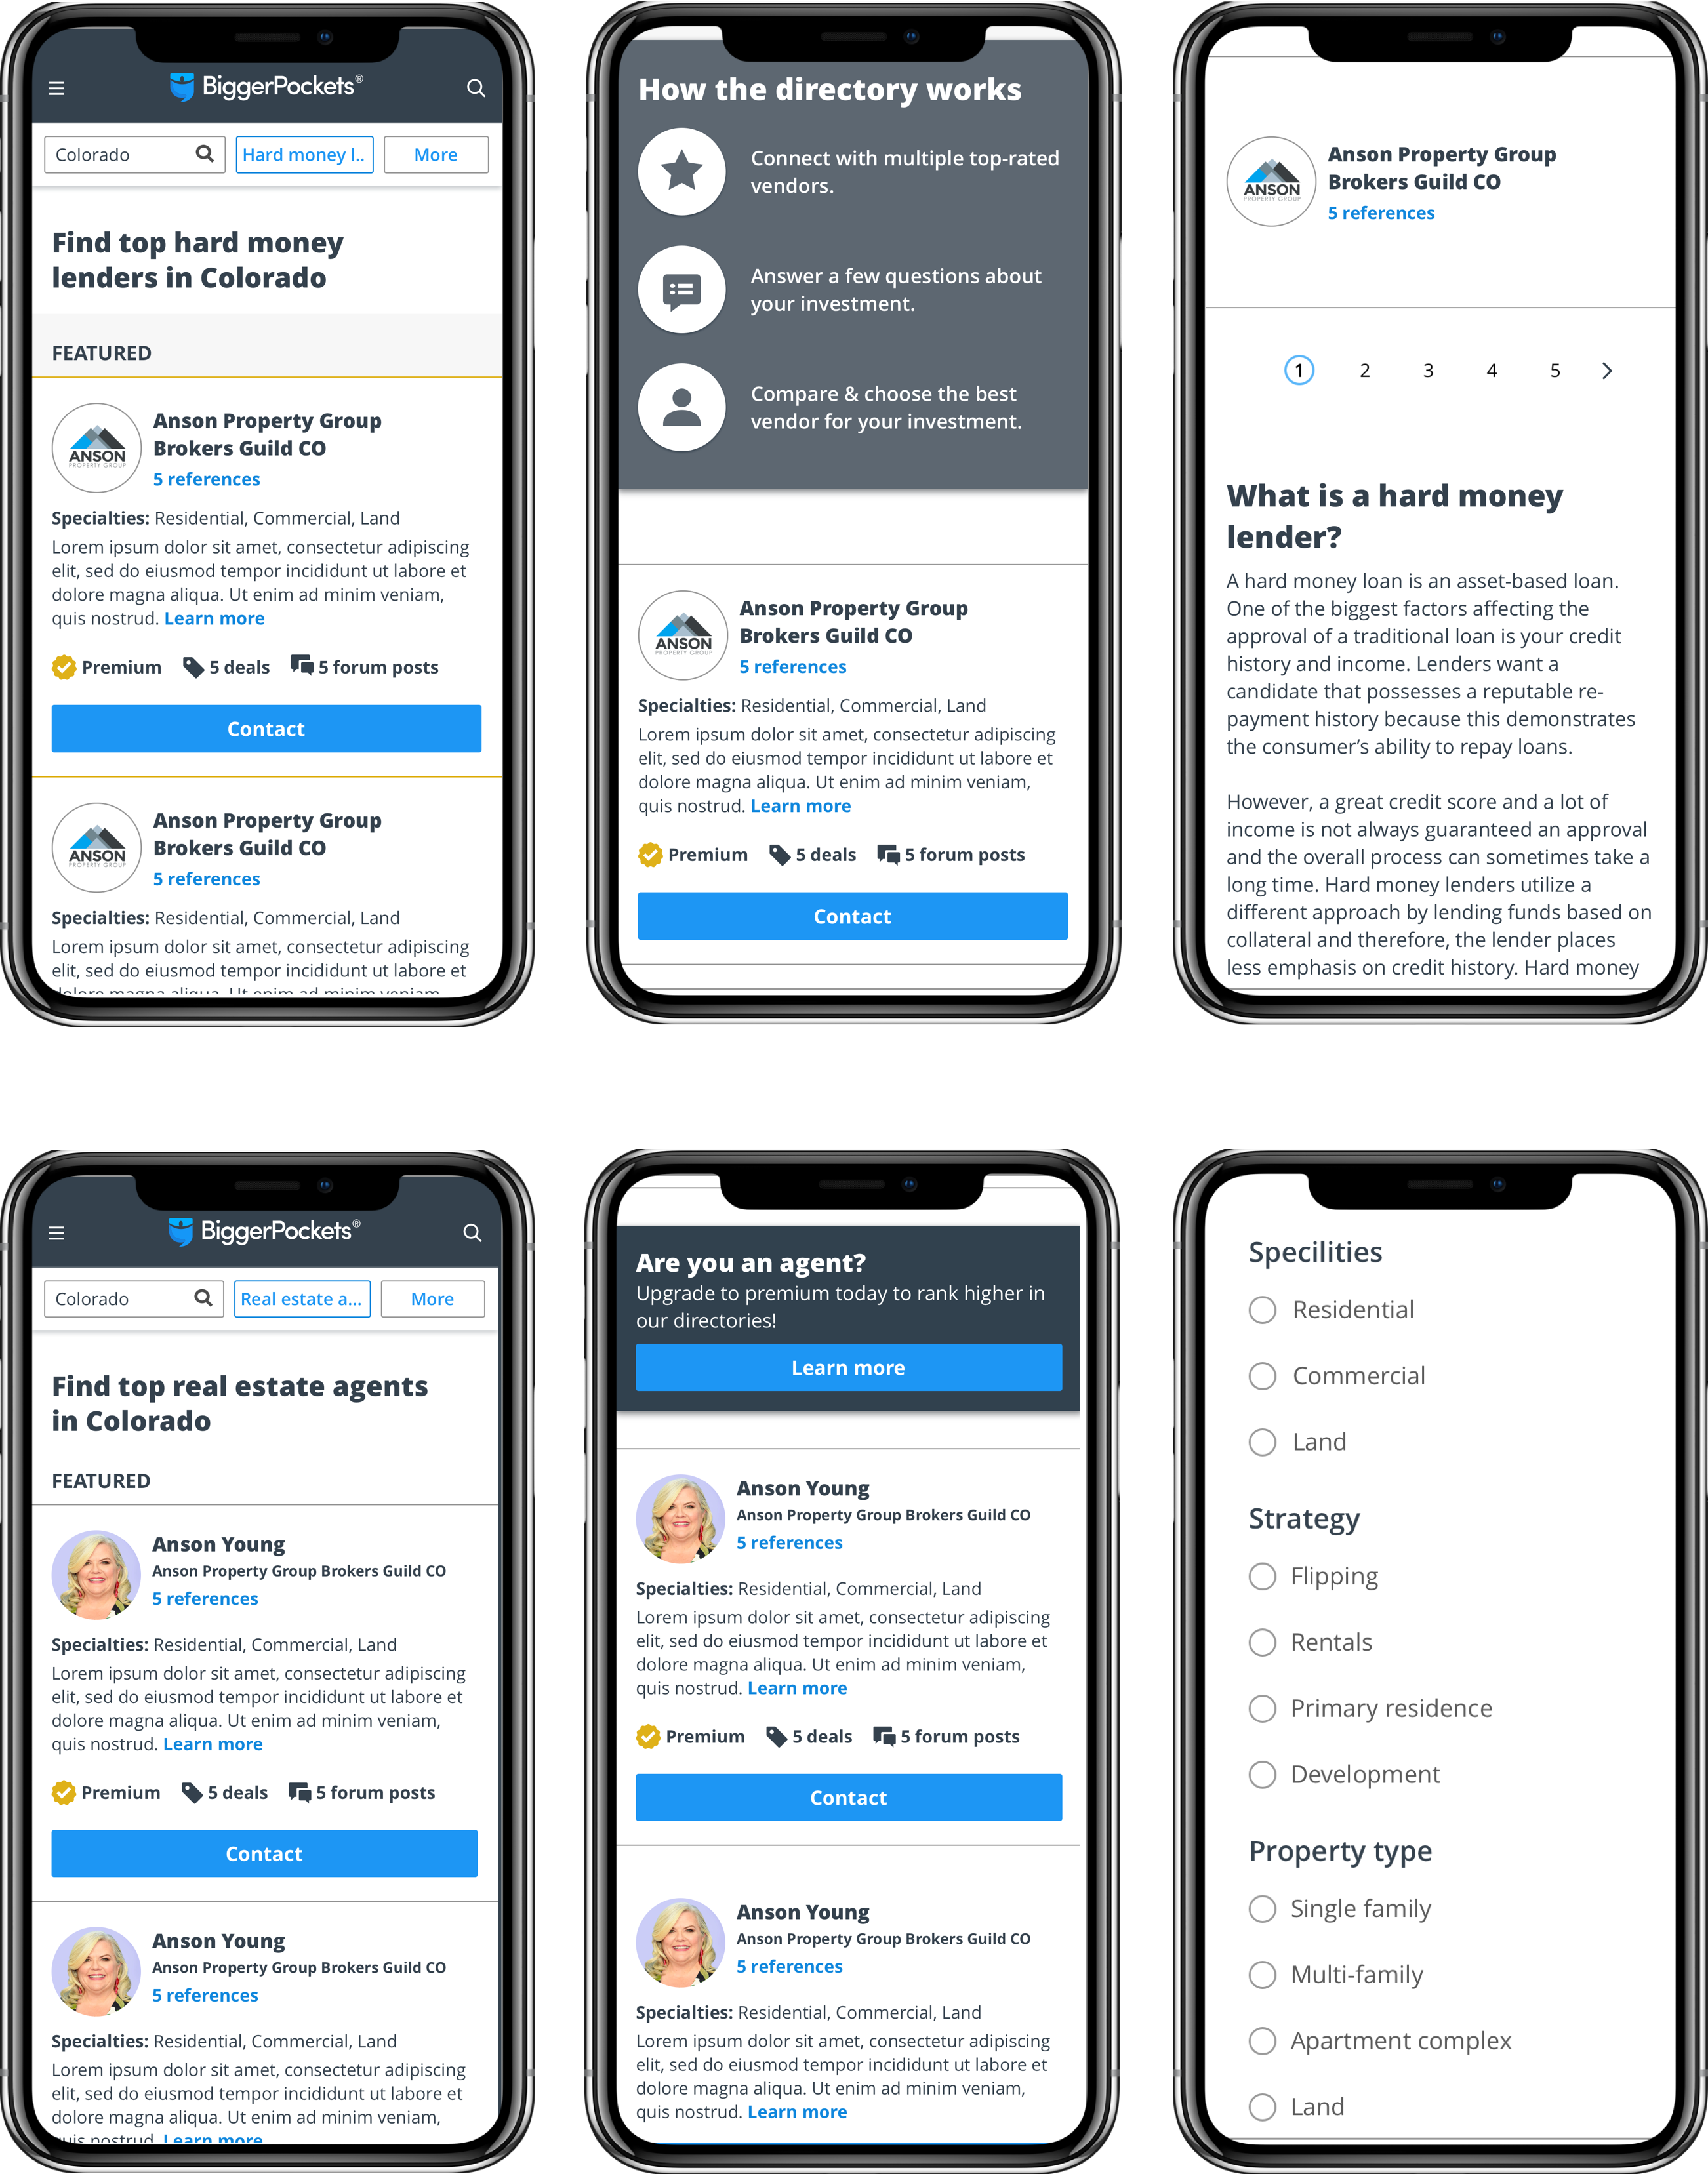 BiggerPockets®
Colorado
Hard money l..
More
Find top hard money
lenders in Colorado
FEATURED
ANSON
PROPERTY GROUP
Anson Property Group
Brokers Guild CO
5 references
Specialties: Residential, Commercial, Land
Lorem ipsum dolor sit amet, consectetur adipiscing
elit, sed do eiusmod tempor incididunt ut labore et
dolore magna aliqua. Ut enim ad minim veniam,
quis nostrud. Learn more
Premium
5 deals
5 forum posts
Contact
ANSON
PROPERTY GROUP
Anson Property Group
Brokers Guild CO
5 references
Specialties: Residential, Commercial, Land
Lorem ipsum dolor sit amet, consectetur adipiscing
elit, sed do eiusmod tempor incididunt ut labore et
dolore magna aliqua. Ut enim ad minim veniam,
How the directory works
Connect with multiple top-rated
vendors.
Answer a few questions about
your investment.
Compare & choose the best
vendor for your investment.
ANSON
PROPERTY GROUP
Anson Property Group
Brokers Guild CO
5 references
Specialties: Residential, Commercial, Land
Lorem ipsum dolor sit amet, consectetur adipiscing
elit, sed do eiusmod tempor incididunt ut labore et
dolore magna aliqua. Ut enim ad minim veniam,
quis nostrud. Learn more
Premium
5 deals
5 forum posts
Contact
ANSON
PROPERTY GROUP
Anson Property Group
Brokers Guild CO
5 references
1 2 3 4 5
What is a hard money
lender?
A hard money loan is an asset-based loan.
One of the biggest factors affecting the
approval of a traditional loan is your credit
history and income. Lenders want a
candidate that possesses a reputable re-
payment history because this demonstrates
the consumer’s ability to repay loans.
However, a great credit score and a lot of
income is not always guaranteed an approval
and the overall process can sometimes take a
long time. Hard money lenders utilize a
different approach by lending funds based on
collateral and therefore, the lender places
less emphasis on credit history. Hard money
BiggerPockets®
Colorado
Real estate a...
More
Find top real estate agents
in Colorado
FEATURED
Anson Young
Anson Property Group Brokers Guild CO
5 references
Specialties: Residential, Commercial, Land
Lorem ipsum dolor sit amet, consectetur adipiscing
elit, sed do eiusmod tempor incididunt ut labore et
dolore magna aliqua. Ut enim ad minim veniam,
quis nostrud. Learn more
Premium
5 deals
5 forum posts
Contact
Anson Young
Anson Property Group Brokers Guild CO
5 references
Specialties: Residential, Commercial, Land
Lorem ipsum dolor sit amet, consectetur adipiscing
elit, sed do eiusmod tempor incididunt ut labore et
dolore magna aliqua. Ut enim ad minim veniam,
quis nostrud. Learn more
Are you an agent?
Upgrade to premium today to rank higher in
our directories!
Learn more
Anson Young
Anson Property Group Brokers Guild CO
5 references
Specialties: Residential, Commercial, Land
Lorem ipsum dolor sit amet, consectetur adipiscing
elit, sed do eiusmod tempor incididunt ut labore et
dolore magna aliqua. Ut enim ad minim veniam,
quis nostrud. Learn more
Premium
5 deals
5 forum posts
Contact
Anson Young
Anson Property Group Brokers Guild CO
5 references
Specialties: Residential, Commercial, Land
Lorem ipsum dolor sit amet, consectetur adipiscing
elit, sed do eiusmod tempor incididunt ut labore et
dolore magna aliqua. Ut enim ad minim veniam,
quis nostrud. Learn more
Specilities
Residential
Commercial
Land
Strategy
Flipping
Rentals
Primary residence
Development
Property type
Single family
Multi-family
Apartment complex
Land